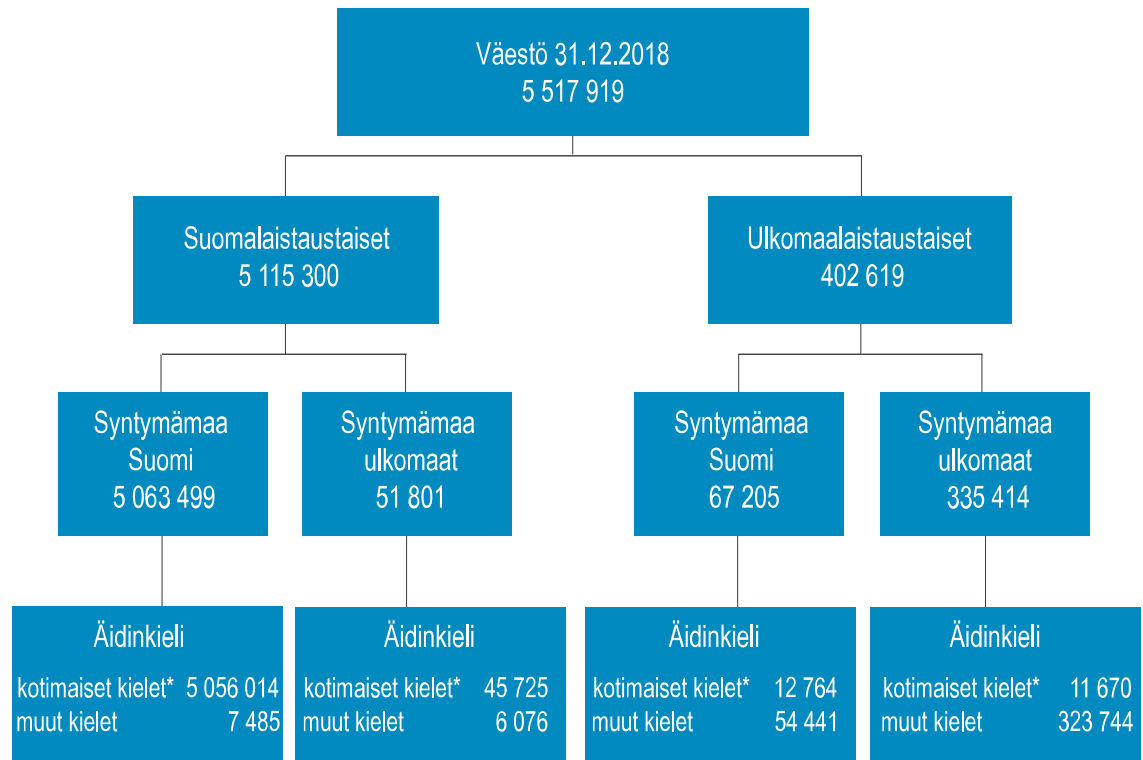 Väestö 31.12.2018
5 517 919
Suomalaistaustaiset
5 115 300
Ulkomaalaistaustaiset
402 619
Syntymämaa
Suomi
5 063 499
Syntymämaa
ulkomaat
51 801
Syntymämaa
Suomi
67 205
Syntymämaa
ulkomaat
335 414
Äidinkieli
kotimaiset kielet* 5 056 014
muut kielet 7 485
Äidinkieli
kotimaiset kielet* 45 725
muut kielet 6 076
Äidinkieli
kotimaiset kielet* 12 764
muut kielet 54 441
Äidinkieli
kotimaiset kielet* 11 670
muut kielet 323 744